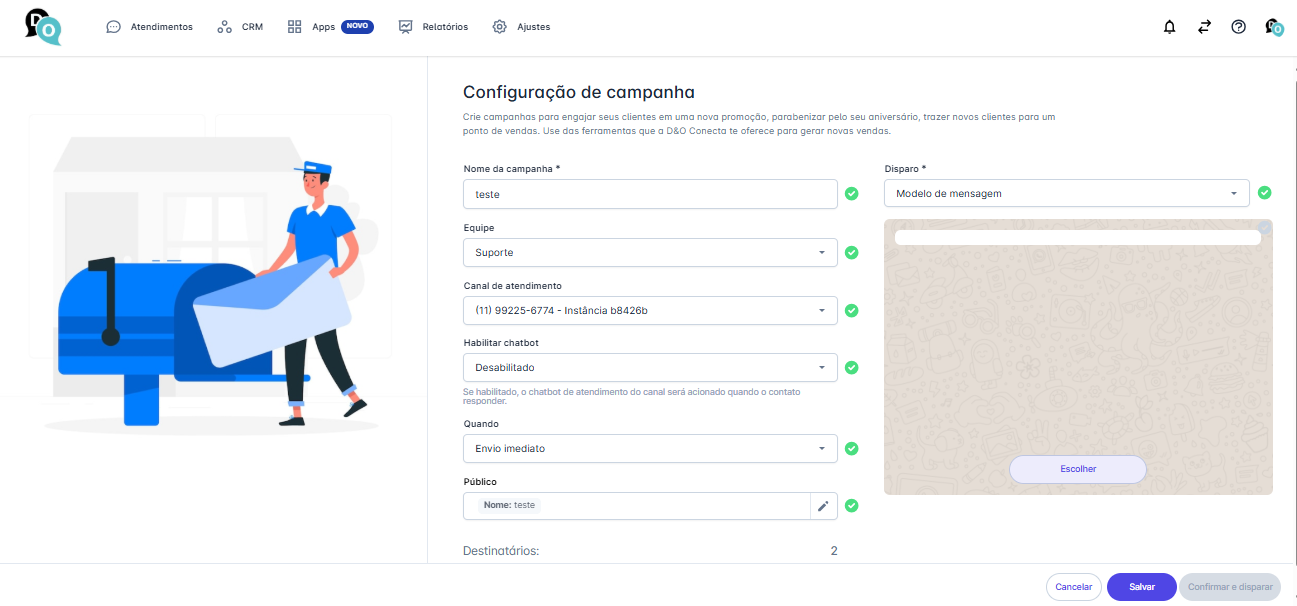 DO
Atendimentos
CRM
Apps
NOVO
Relatórios
Ajustes
Configuração de campanha
Crie campanhas para engajar seus clientes em uma nova promoção, parabenizar pelo seu aniversário, trazer novos clientes para um
ponto de vendas. Use das ferramentas que a D&O Conecta te oferece para gerar novas vendas.
Nome da campanha *
teste
Equipe
Suporte
Canal de atendimento
(11) 99225-6774 - Instância b8426b
Habilitar chatbot
Desabilitado
Se habilitado, o chatbot de atendimento do canal será acionado quando o contato
responder.
Quando
Envio imediato
Público
Nome: teste
Destinatários:
2
Disparo *
Modelo de mensagem
Escolher
Cancelar
Salvar
Confirmar e disparar